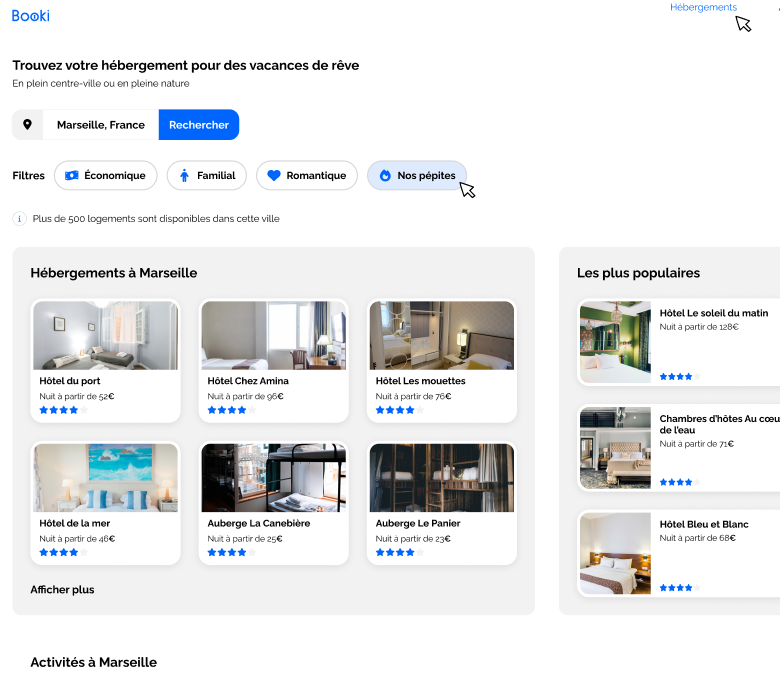 Booki
Hébergements
Trouvez votre hébergement pour des vacances de rêve
En plein centre-ville ou en pleine nature
Marseille, France
Rechercher
Filtres
Économique
Familial
Romantique
Nos pépites
i
Plus de 500 logements sont disponibles dans cette ville
Hébergements à Marseille
Hôtel du port
Nuit à partir de 52€
Hôtel Chez Amina
Nuit à partir de 96€
Hôtel Les mouettes
Nuit à partir de 76€
Hôtel de la mer
Nuit à partir de 46€
Auberge La Canebière
Nuit à partir de 25€
Auberge Le Panier
Nuit à partir de 23€
Afficher plus
Les plus populaires
Hôtel Le soleil du matin
Nuit à partir de 128€
Chambres d'hôtes Au cœu
de l'eau
Nuit à partir de 71€
Hôtel Bleu et Blanc
Nuit à partir de 68€
Activités à Marseille